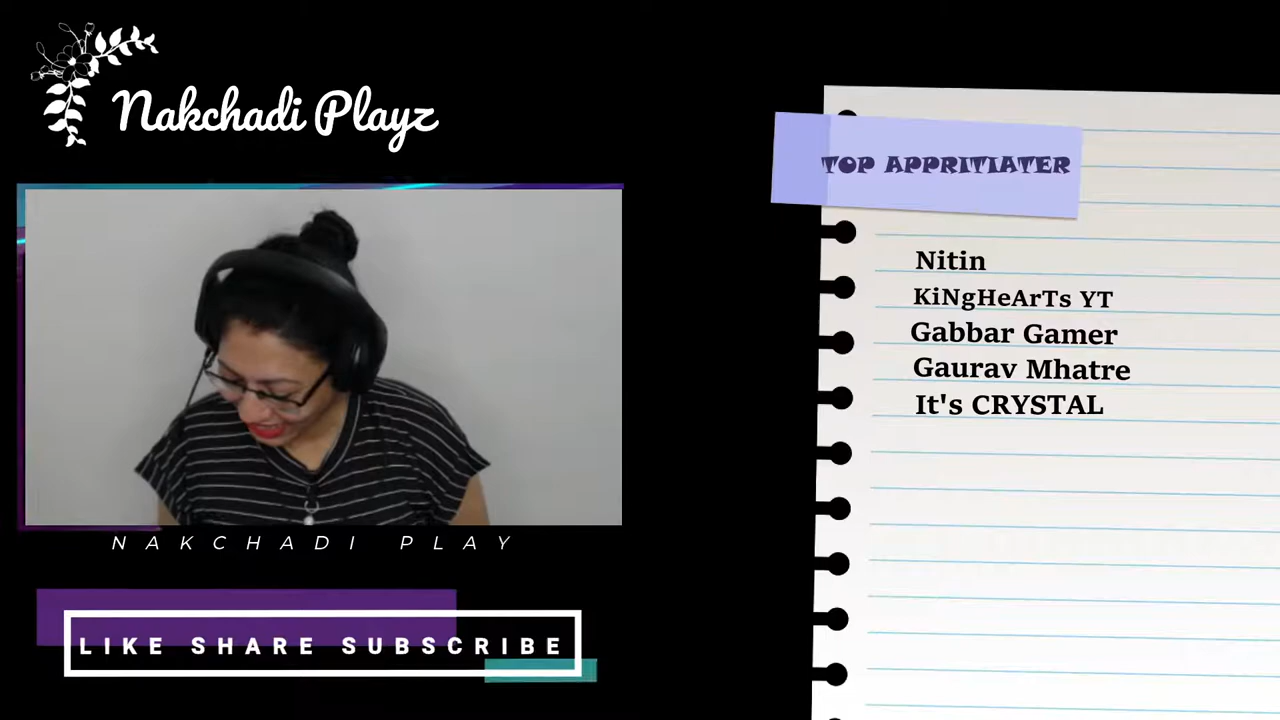 Nakchadi Playz
TOP APPRITIATER
Nitin
KiNgHeArTs YT
Gabbar Gamer
Gaurav Mhatre
It's CRYSTAL
NAKCHADI PLAY
LIKE SHARE SUBSCRIBE